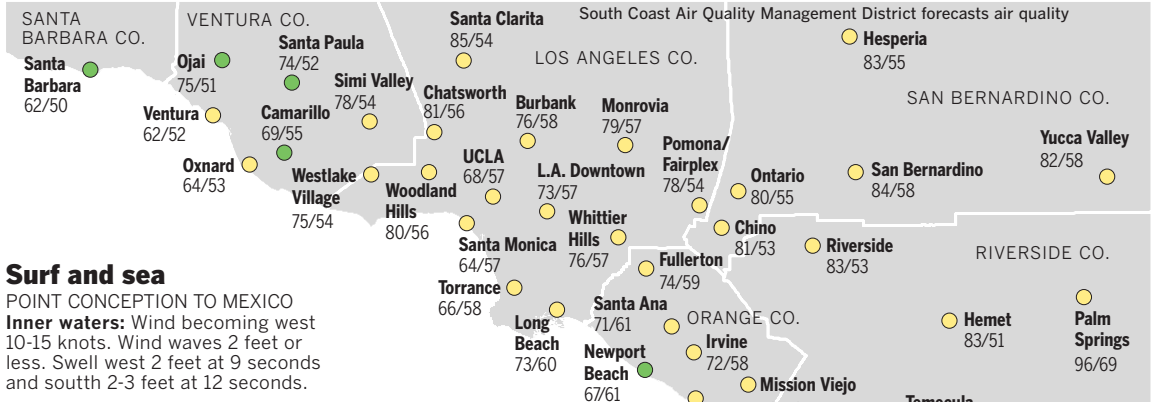 South Coast Air Quality Management District forecasts air quality
SANTA
BARBARA CO.
VENTURA CO.
LOS ANGELES CO.
SAN BERNARDINO CO.
RIVERSIDE CO.
ORANGE CO.
Santa
Barbara
62/50
Ojai
75/51
Santa Paula
74/52
Ventura
62/52
Camarillo
69/55
Simi Valley
78/54
Oxnard
64/53
Westlake
Village
75/54
Santa Clarita
85/54
Chatsworth
81/56
Woodland
Hills
80/56
Burbank
76/58
Monrovia
79/57
UCLA
68/57
L.A. Downtown
73/57
Pomona/
Fairplex
78/54
Whittier
Hills
76/57
Santa Monica
64/57
Torrance
66/58
Long
Beach
73/60
Hesperia
83/55
Yucca Valley
82/58
San Bernardino
84/58
Ontario
80/55
Chino
81/53
Riverside
83/53
Fullerton
74/59
Santa Ana
71/61
Irvine
72/58
Newport
Beach
67/61
Mission Viejo
Hemet
83/51
Palm
Springs
96/69
Temecula
Surf and sea
POINT CONCEPTION TO MEXICO
Inner waters: Wind becoming west
10-15 knots. Wind waves 2 feet or
less. Swell west 2 feet at 9 seconds
and soutth 2-3 feet at 12 seconds.